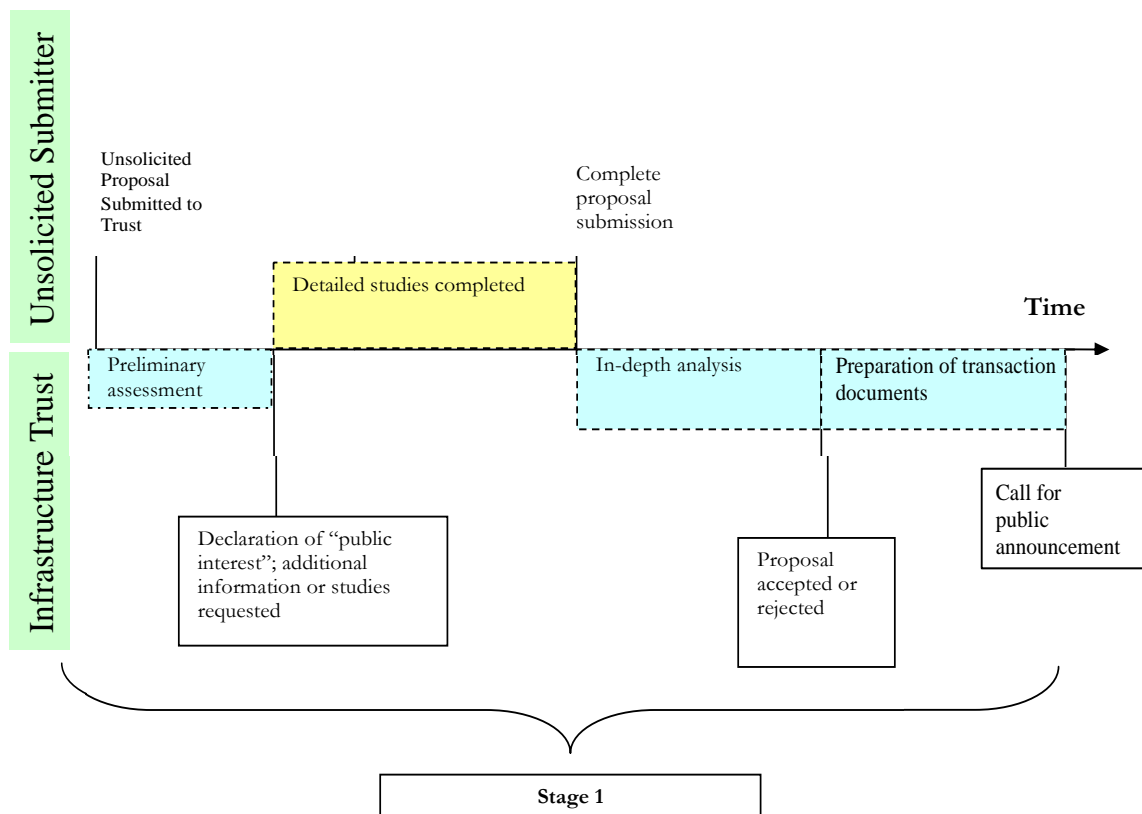 Unsolicited Submitter
Unsolicited
Proposal
Submitted to
Trust
Complete
proposal
submission
Detailed studies completed
Time
Infrastructure Trust
Preliminary
assessment
In-depth analysis
Preparation of transaction
documents
Declaration of “public
interest”; additional
information or studies
requested
Proposal
accepted or
rejected
Call for
public
announcement
Stage 1